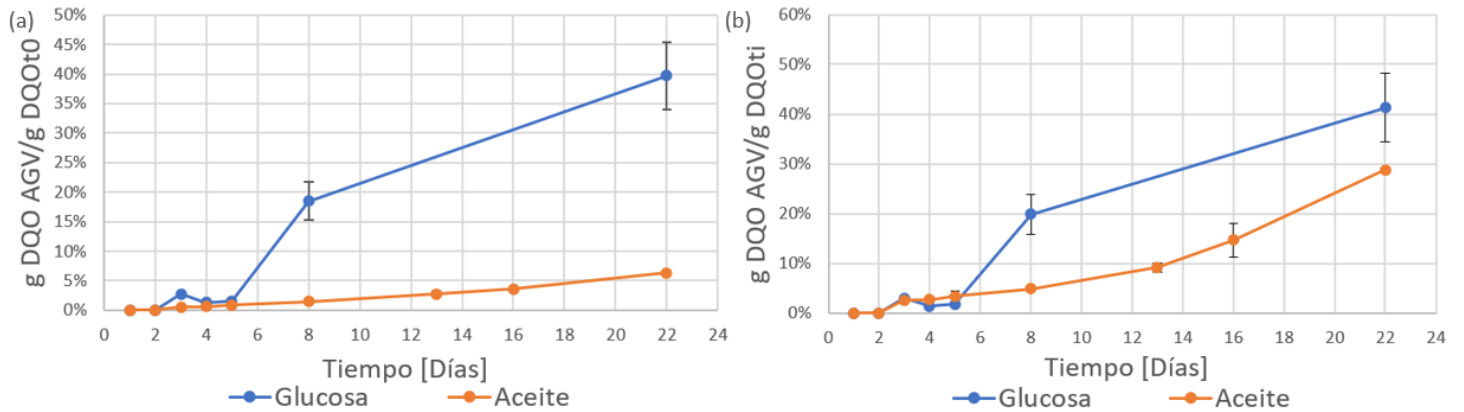 (a)
g DQO AGV/g DQOt0
50%
45%
40%
35%
30%
25%
20%
15%
10%
5%
0%
0 2 4 6 8 10 12 14 16 18 20 22 24
Tiempo [Días]
Glucosa Aceite
(b)
g DQO AGV/g DQOti
60%
50%
40%
30%
20%
10%
0%
0 2 4 6 8 10 12 14 16 18 20 22 24
Tiempo [Días]
Glucosa Aceite